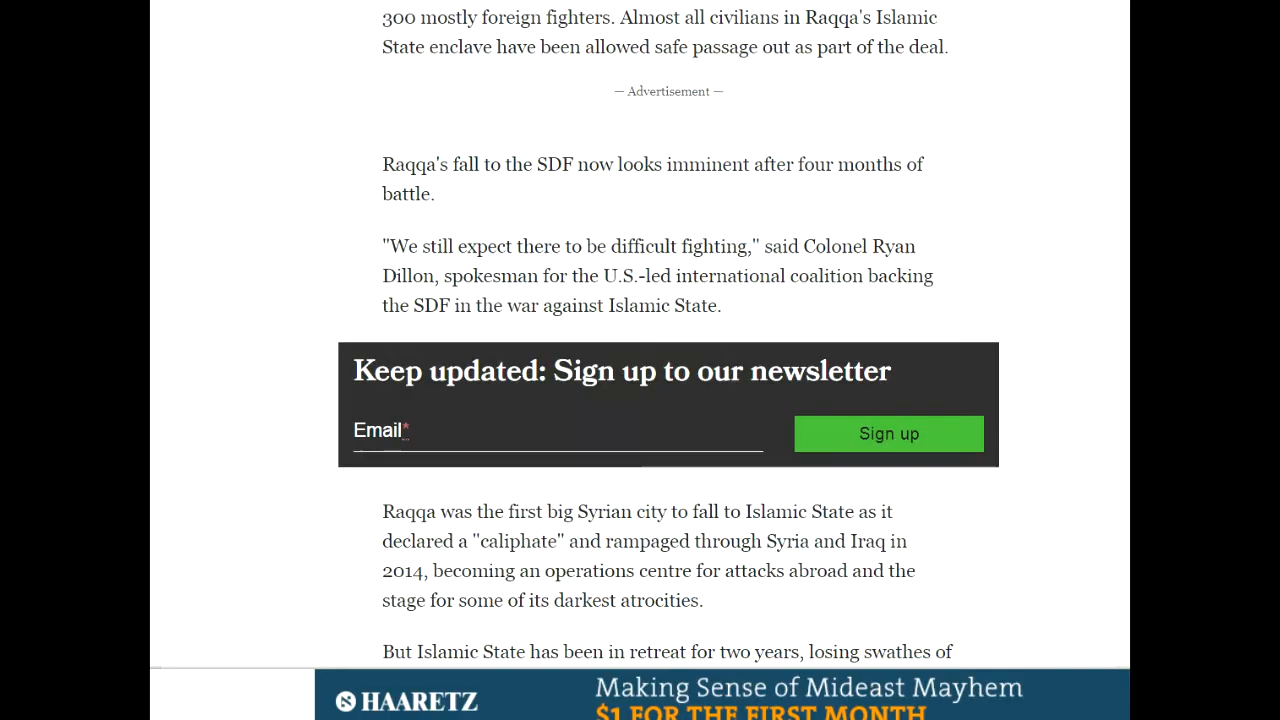 300 mostly foreign fighters. Almost all civilians in Raqqa's Islamic
State enclave have been allowed safe passage out as part of the deal.
— Advertisement —
Raqqa's fall to the SDF now looks imminent after four months of
battle.
"We still expect there to be difficult fighting," said Colonel Ryan
Dillon, spokesman for the U.S.-led international coalition backing
the SDF in the war against Islamic State.
Keep updated: Sign up to our newsletter
Email*
Sign up
Raqqa was the first big Syrian city to fall to Islamic State as it
declared a "caliphate" and rampaged through Syria and Iraq in
2014, becoming an operations centre for attacks abroad and the
stage for some of its darkest atrocities.
But Islamic State has been in retreat for two years, losing swathes of
HAARETZ
Making Sense of Mideast Mayhem
$1 FOR THE FIRST MONTH